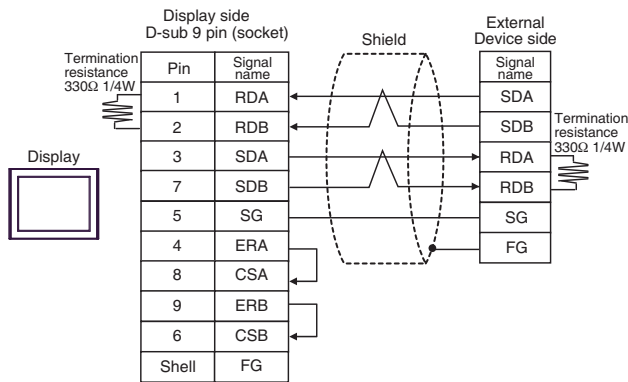 Display side
D-sub 9 pin (socket)
Shield
External
Device side
Termination
resistance
330Ω 1/4W
Pin
Signal
name
Signal
name
1
RDA
SDA
2
RDB
SDB
Termination
resistance
330Ω 1/4W
3
SDA
RDA
Display
7
SDB
RDB
5
SG
SG
4
ERA
FG
8
CSA
9
ERB
6
CSB
Shell
FG